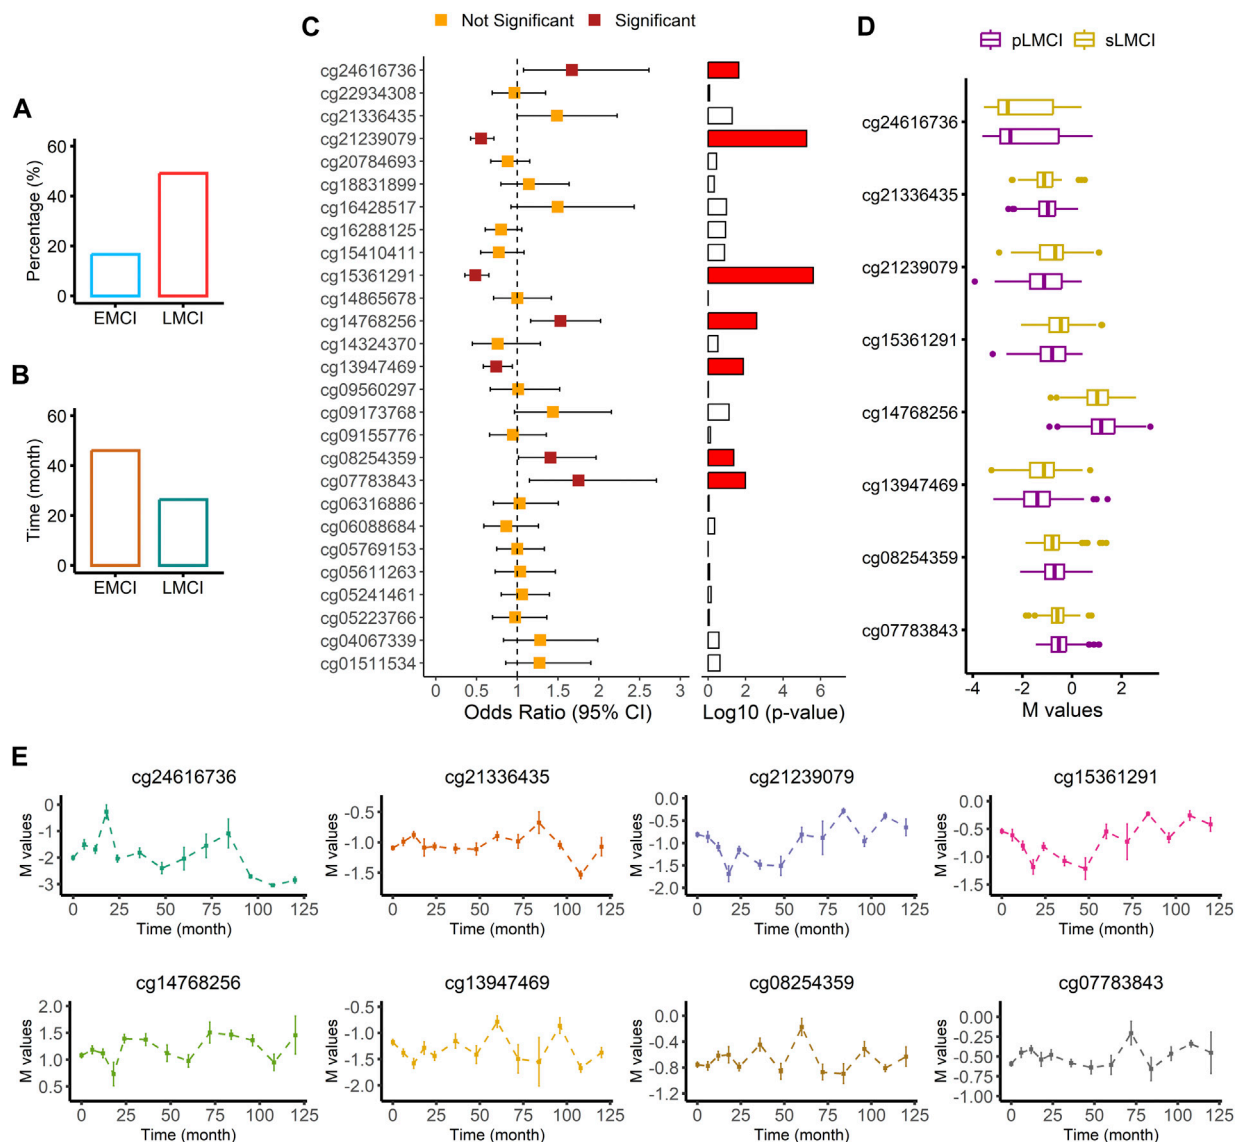 A
Percentage (%)
60
40
20
0
EMCI LMCI
B
Time (month)
60
40
20
0
EMCI LMCI
C
Not Significant Significant
cg24616736
cg22934308
cg21336435
cg21239079
cg20784693
cg18831899
cg16428517
cg16288125
cg15410411
cg15361291
cg14865678
cg14768256
cg14324370
cg13947469
cg09560297
cg09173768
cg09155776
cg08254359
cg07783843
cg06316886
cg06088684
cg05769153
cg05611263
cg05241461
cg05223766
cg04067339
cg01511534
0 0.5 1 1.5 2 2.5 3
Odds Ratio (95% CI)
0 2 4 6
Log10 (p-value)
D
pLMCI sLMCI
cg24616736
cg21336435
cg21239079
cg15361291
cg14768256
cg13947469
cg08254359
cg07783843
-4 -2 0 2
M values
E
cg24616736
M values
0
-1
-2
-3
0 25 50 75 100 125
Time (month)
cg21336435
M values
-0.5
-1.0
-1.5
0 25 50 75 100 125
Time (month)
cg21239079
M values
0.0
-0.5
-1.0
-1.5
-2.0
0 25 50 75 100 125
Time (month)
cg15361291
M values
0.0
-0.5
-1.0
-1.5
0 25 50 75 100 125
Time (month)
cg14768256
M values
2.0
1.5
1.0
0.5
0 25 50 75 100 125
Time (month)
cg13947469
M values
-0.5
-1.0
-1.5
-2.0
0 25 50 75 100 125
Time (month)
cg08254359
M values
0.0
-0.4
-0.8
-1.2
0 25 50 75 100 125
Time (month)
cg07783843
M values
0.00
-0.25
-0.50
-0.75
-1.00
0 25 50 75 100 125
Time (month)